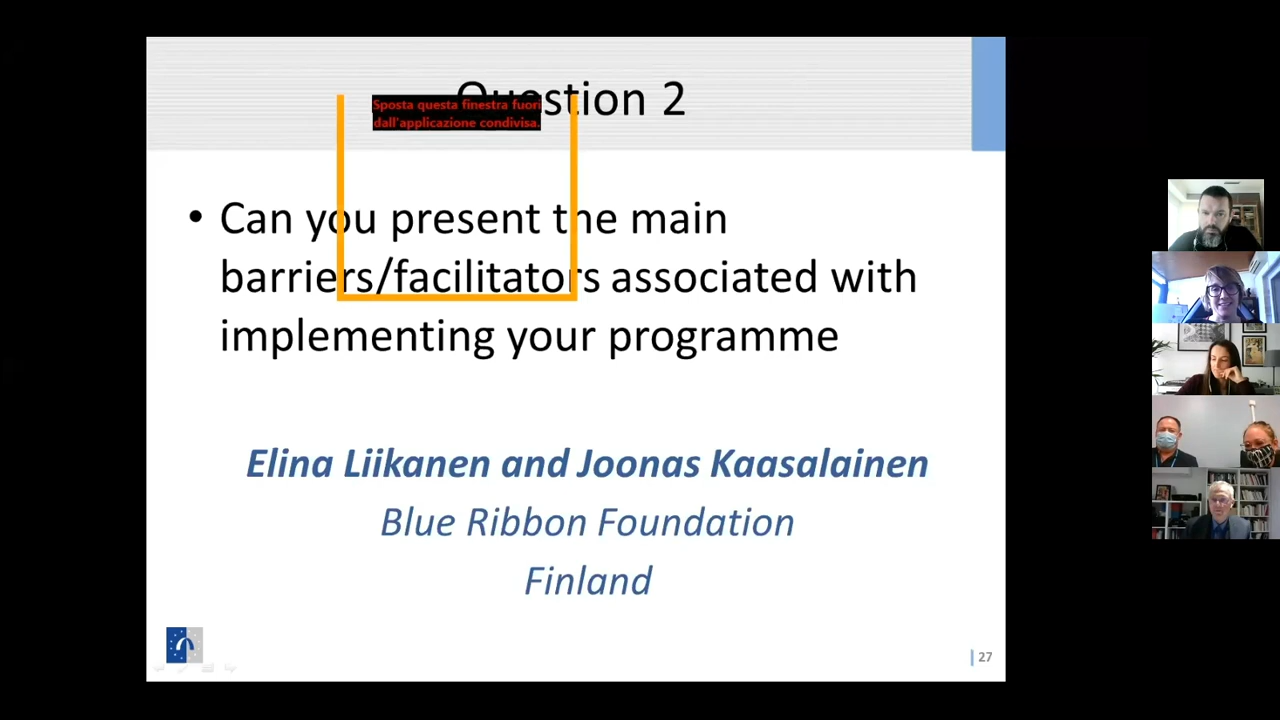 Question 2
Sposta questa finestra fuori
dall'applicazione condivisa.
• Can you present the main
barriers/facilitators associated with
implementing your programme
Elina Liikanen and Joonas Kaasalainen
Blue Ribbon Foundation
Finland
27